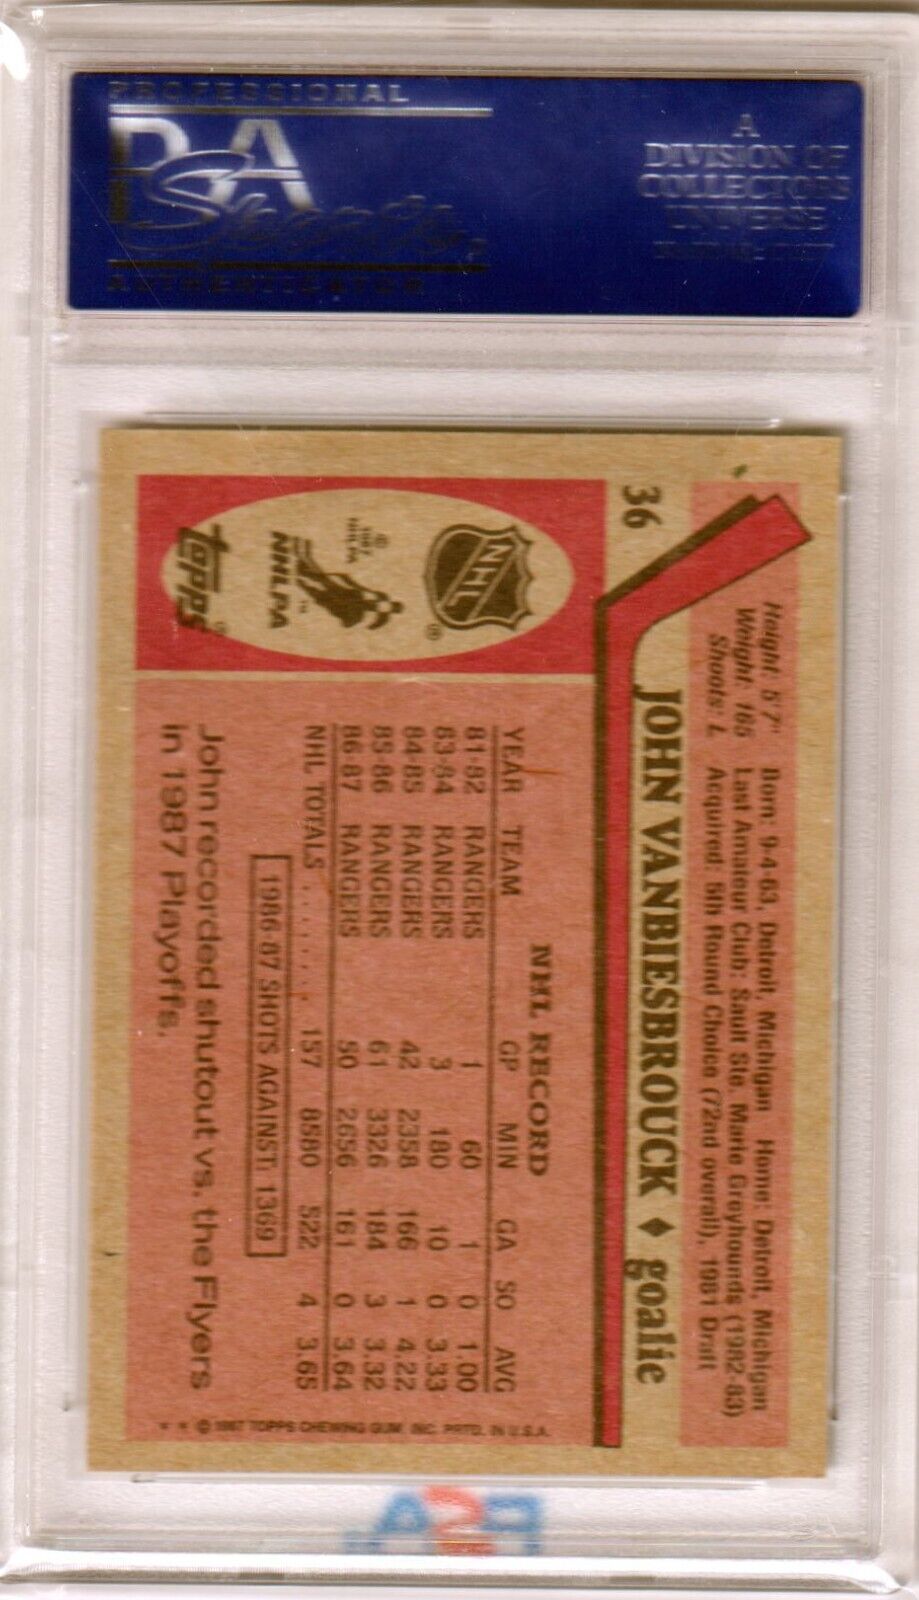 PROFESSIONAL
PSA
Sports
AUTHENTICATOR
A
DIVISION OF
COLLECTORS
UNIVERSE
36
Height: 5'7" Born: 9-4-63, Detroit, Michigan Home: Detroit, Michigan
Weight: 165 Last Amateur Club: Sault Ste. Marie Greyhounds (1982-83)
Shoots: L Acquired: 5th Round Choice (72nd overall), 1981 Draft
JOHN VANBIESBROUCK ♦ goalie
NHL
®
© 1987 NHLPA
NHLPA
™
topps®
NHL RECORD
YEAR TEAM GP MIN GA SO AVG
81-82 RANGERS 1 60 1 0 1.00
83-84 RANGERS 3 180 10 0 3.33
84-85 RANGERS 42 2358 166 1 4.22
85-86 RANGERS 61 3326 184 3 3.32
86-87 RANGERS 50 2656 161 0 3.64
NHL TOTALS . . . . . . . 157 8580 522 4 3.65
1986-87 SHOTS AGAINST: 1369
John recorded shutout vs. the Flyers
in 1987 Playoffs.
* * © 1987 TOPPS CHEWING GUM, INC. PRTD. IN U.S.A.
PSA